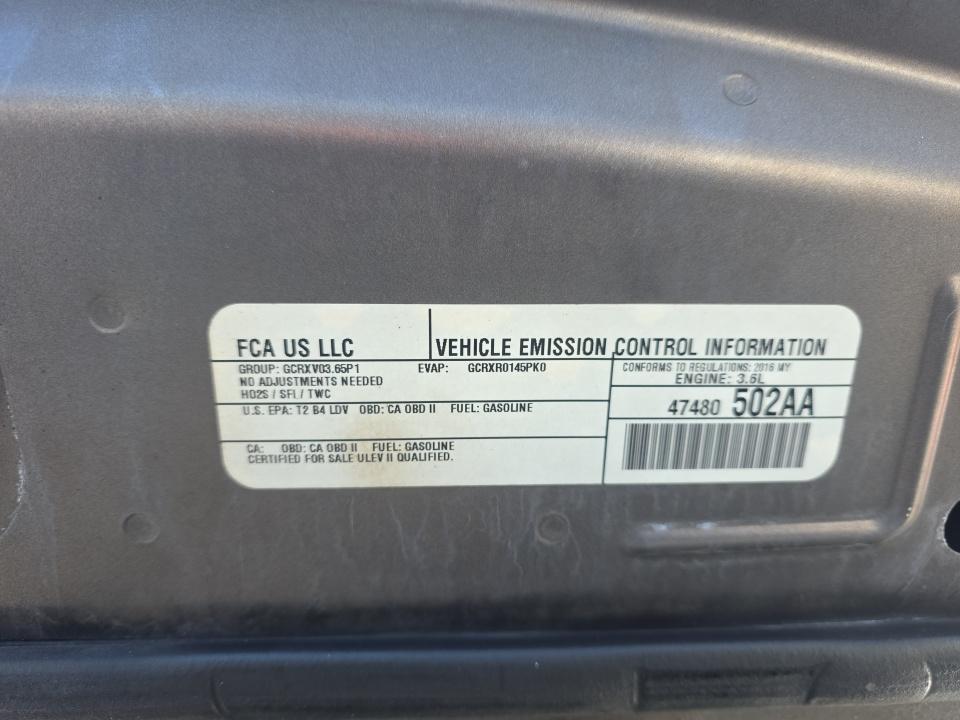 FCA US LLC
VEHICLE EMISSION CONTROL INFORMATION
GROUP: GCRXV03.65P1 EVAP: GCRXR0145PK0
NO ADJUSTMENTS NEEDED
HO2S / SFI / TWC
CONFORMS TO REGULATIONS: 2016 MY
ENGINE: 3.6L
U.S. EPA: T2 B4 LDV OBD: CA OBD II FUEL: GASOLINE
47480 502AA
CA: OBD: CA OBD II FUEL: GASOLINE
CERTIFIED FOR SALE ULEV II QUALIFIED.